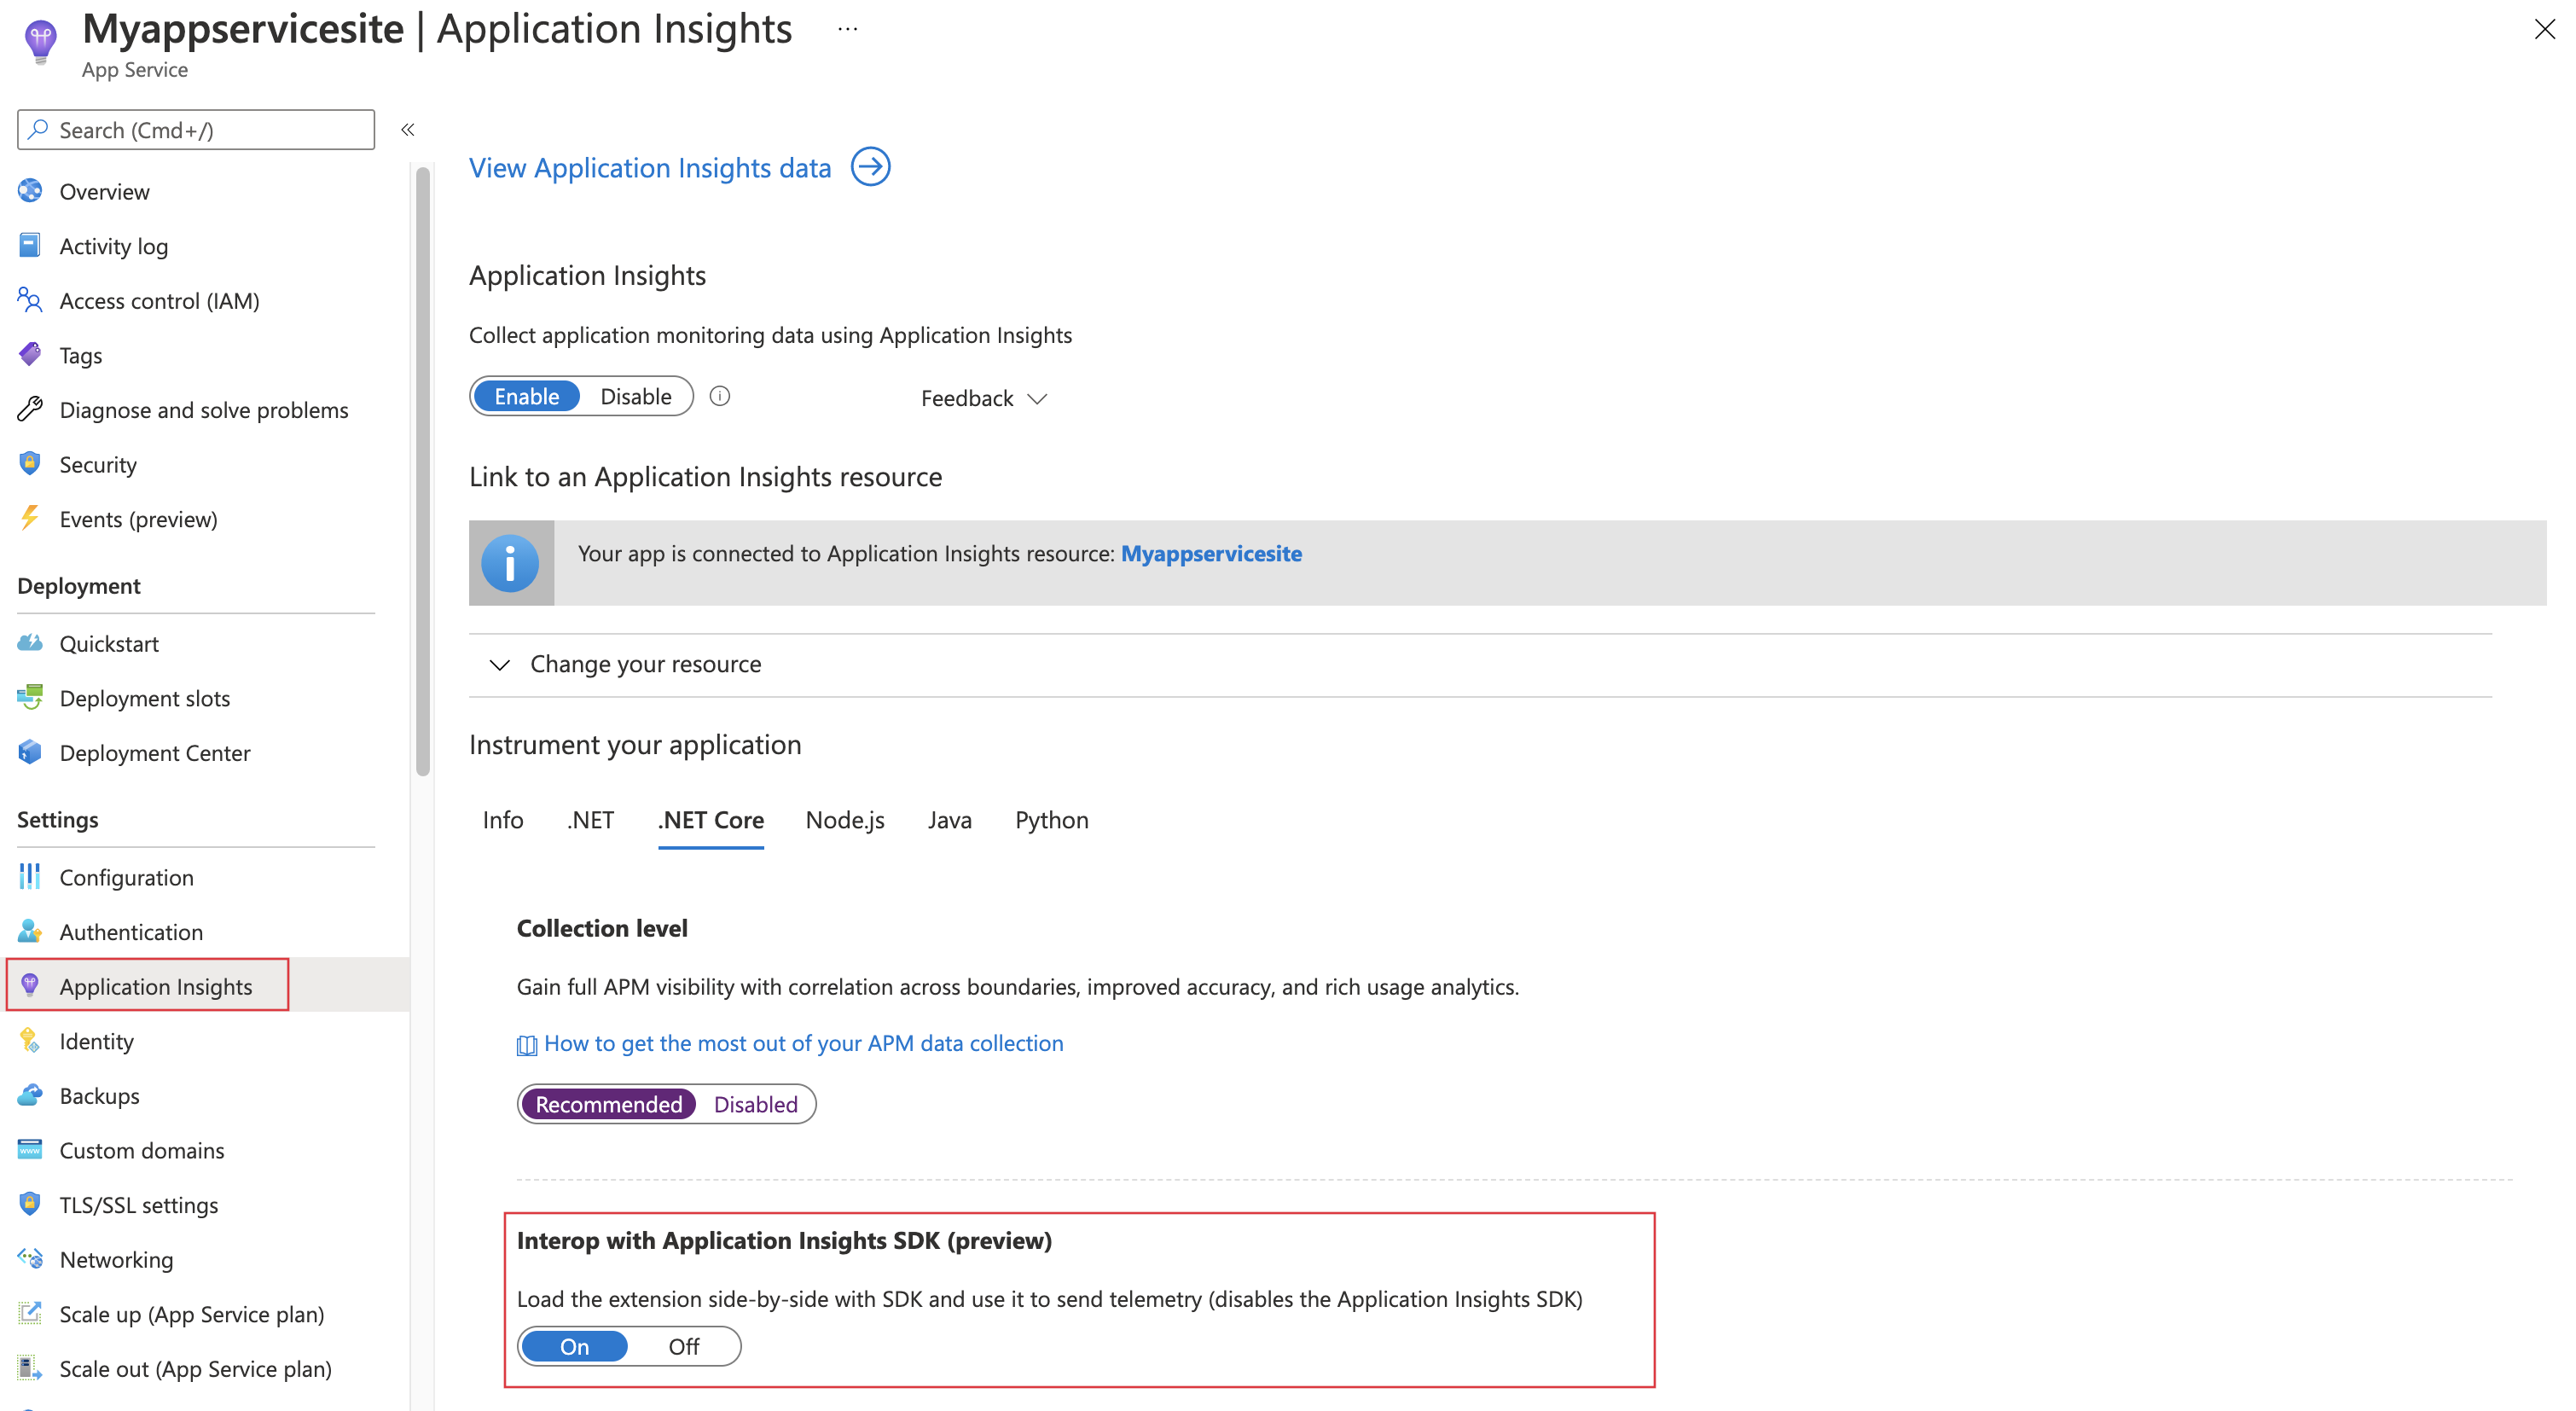 Myappservicesite | Application Insights ...
App Service
Search (Cmd+/)
Overview
Activity log
Access control (IAM)
Tags
Diagnose and solve problems
Security
Events (preview)
Deployment
Quickstart
Deployment slots
Deployment Center
Settings
Configuration
Authentication
Application Insights
Identity
Backups
Custom domains
TLS/SSL settings
Networking
Scale up (App Service plan)
Scale out (App Service plan)
View Application Insights data
Application Insights
Collect application monitoring data using Application Insights
Enable Disable Feedback
Link to an Application Insights resource
Your app is connected to Application Insights resource: Myappservicesite
Change your resource
Instrument your application
Info .NET .NET Core Node.js Java Python
Collection level
Gain full APM visibility with correlation across boundaries, improved accuracy, and rich usage analytics.
How to get the most out of your APM data collection
Recommended Disabled
Interop with Application Insights SDK (preview)
Load the extension side-by-side with SDK and use it to send telemetry (disables the Application Insights SDK)
On Off